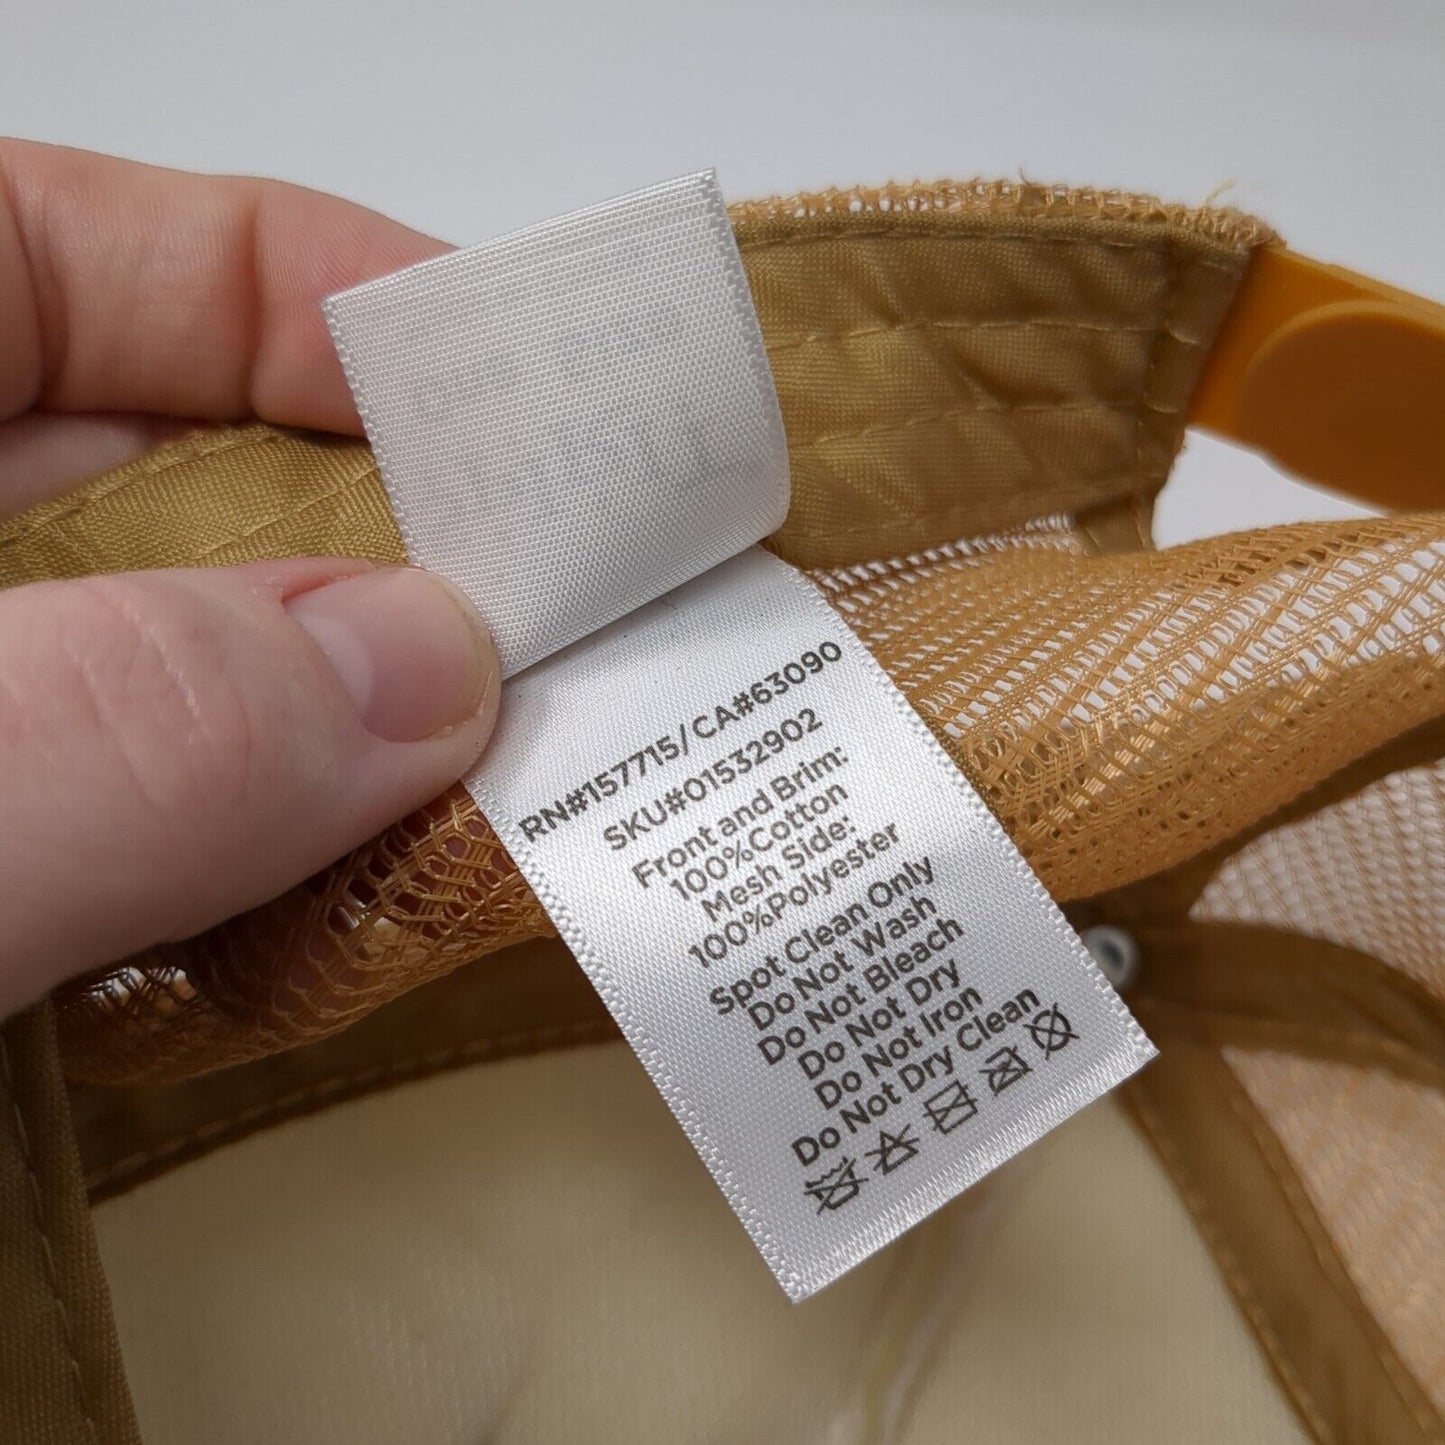 RN#157715/CA#63090
SKU#01532902
Front and Brim:
100%Cotton
Mesh Side:
100%Polyester
Spot Clean Only
Do Not Wash
Do Not Bleach
Do Not Dry
Do Not Iron
Do Not Dry Clean